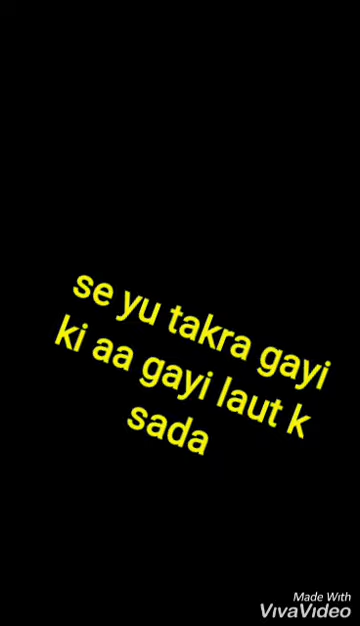 se yu takra gayi
ki aa gayi laut k
sada
Made With
VivaVideo